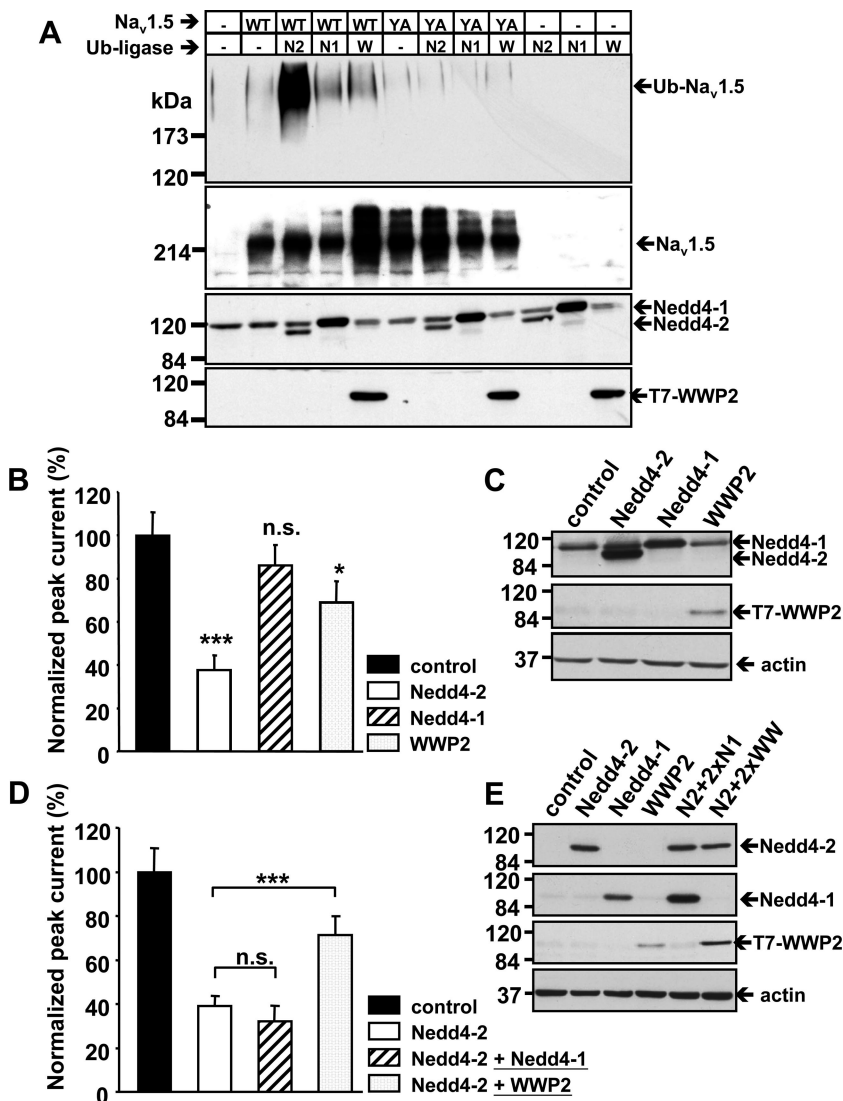 A
Nav1.5 → - WT WT WT WT YA YA YA YA - - -
Ub-ligase → - - N2 N1 W - N2 N1 W N2 N1 W
kDa
173
120
←Ub-Nav1.5
214
←Nav1.5
120
84
←Nedd4-1
←Nedd4-2
120
84
←T7-WWP2
B
Normalized peak current (%)
120
100
80
60
40
20
0
***
n.s.
*
control
Nedd4-2
Nedd4-1
WWP2
C
control
Nedd4-2
Nedd4-1
WWP2
120
84
←Nedd4-1
←Nedd4-2
120
84
←T7-WWP2
37
← actin
D
Normalized peak current (%)
120
100
80
60
40
20
0
***
n.s.
control
Nedd4-2
Nedd4-2 + Nedd4-1
Nedd4-2 + WWP2
E
control
Nedd4-2
Nedd4-1
WWP2
N2+2xN1
N2+2xWW
120
84
←Nedd4-2
120
84
←Nedd4-1
120
84
←T7-WWP2
37
← actin